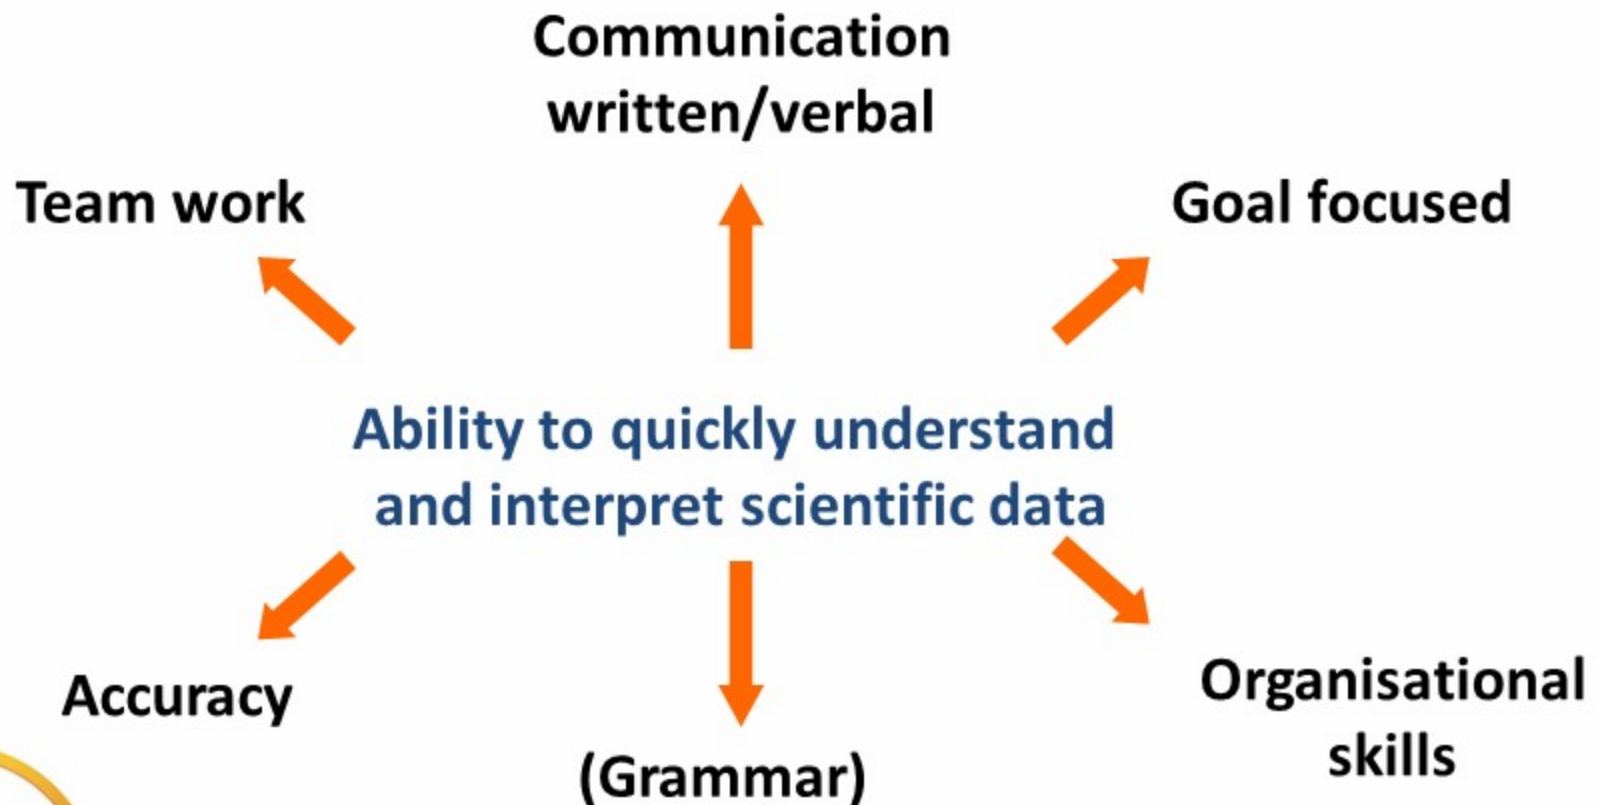 Communication
written/verbal
Team work
Goal focused
Ability to quickly understand
and interpret scientific data
Accuracy
Organisational
skills
(Grammar)